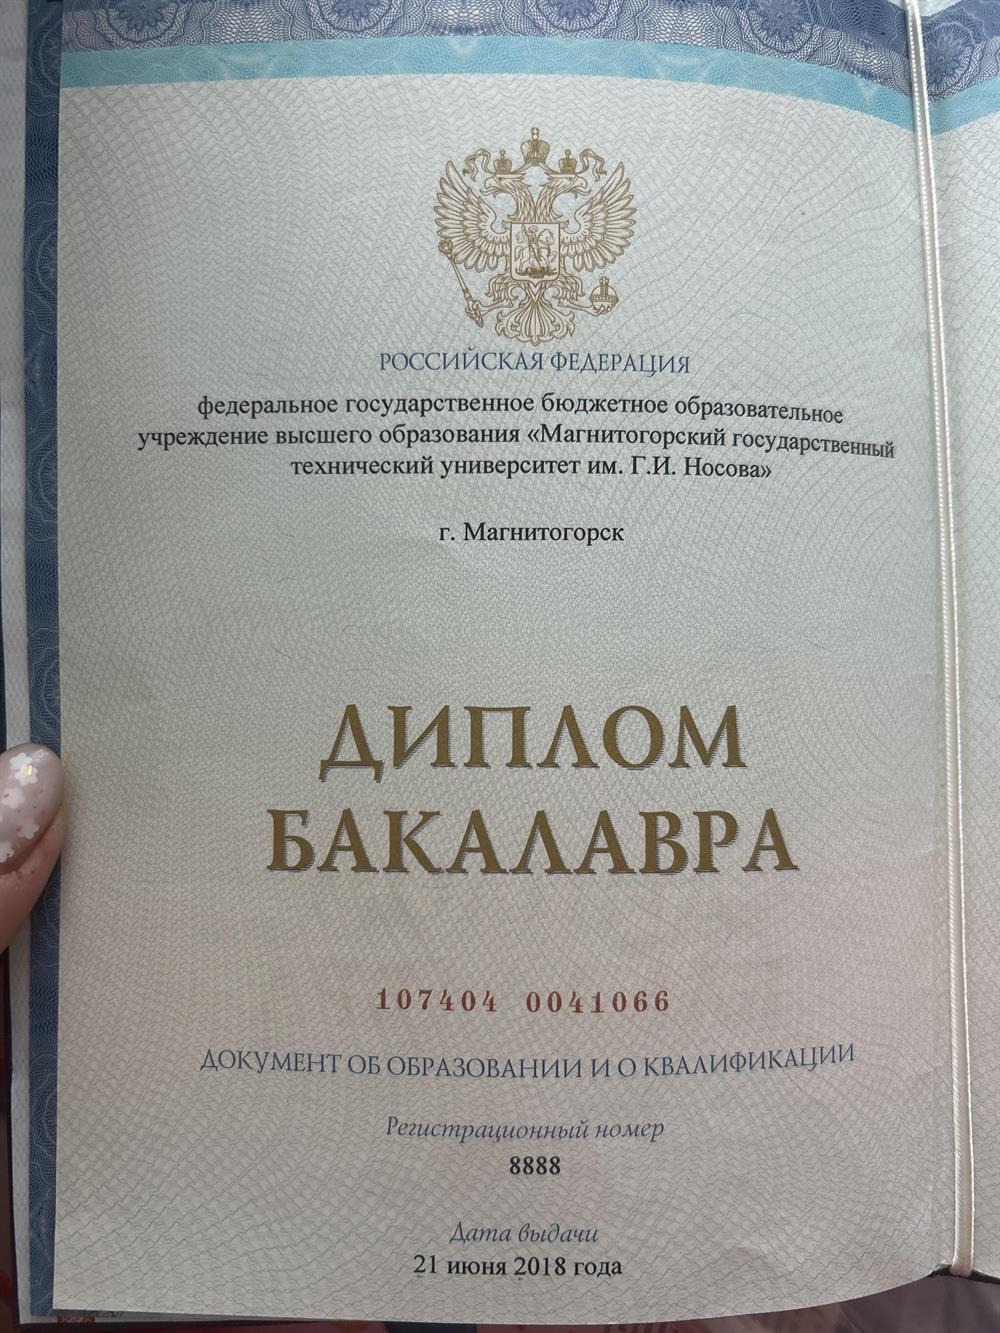 РОССИЙСКАЯ ФЕДЕРАЦИЯ
федеральное государственное бюджетное образовательное
учреждение высшего образования «Магнитогорский государственный
технический университет им. Г.И. Носова»
г. Магнитогорск
ДИПЛОМ
БАКАЛАВРА
107404 0041066
ДОКУМЕНТ ОБ ОБРАЗОВАНИИ И О КВАЛИФИКАЦИИ
Регистрационный номер
8888
Дата выдачи
21 июня 2018 года